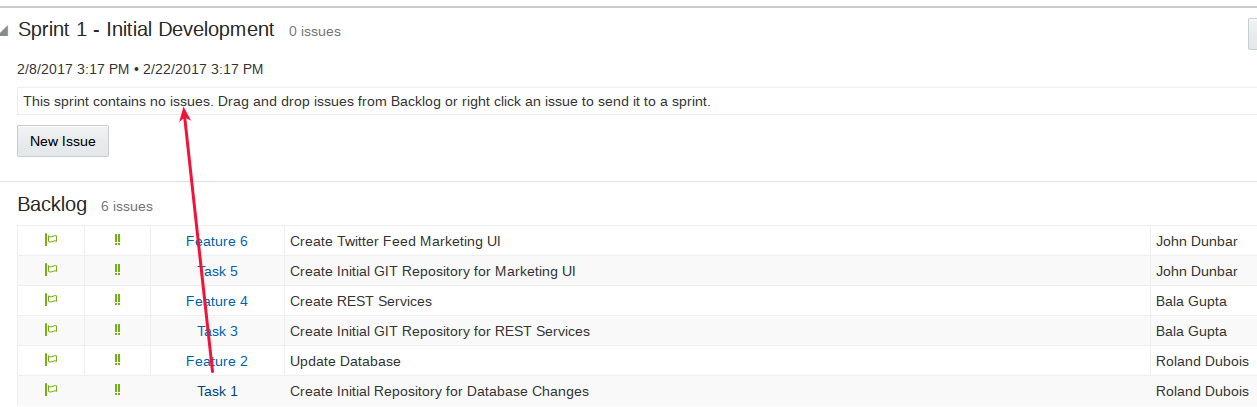 Sprint 1 - Initial Development 0 issues
2/8/2017 3:17 PM • 2/22/2017 3:17 PM
This sprint contains no issues. Drag and drop issues from Backlog or right click an issue to send it to a sprint.
New Issue
Backlog 6 issues
Feature 6 Create Twitter Feed Marketing UI John Dunbar
Task 5 Create Initial GIT Repository for Marketing UI John Dunbar
Feature 4 Create REST Services Bala Gupta
Task 3 Create Initial GIT Repository for REST Services Bala Gupta
Feature 2 Update Database Roland Dubois
Task 1 Create Initial Repository for Database Changes Roland Dubois